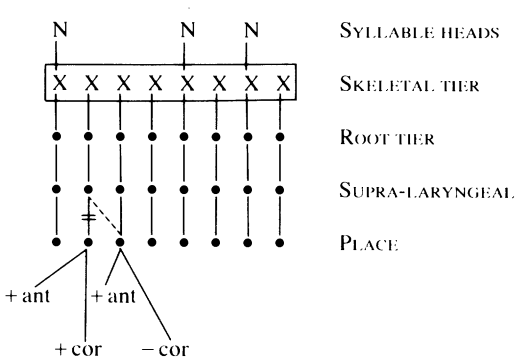 N N N SYLLABLE HEADS
X X X X X X X X SKELETAL TIER
ROOT TIER
SUPRA-LARYNGEAL
PLACE
+ ant + ant
+ cor – cor